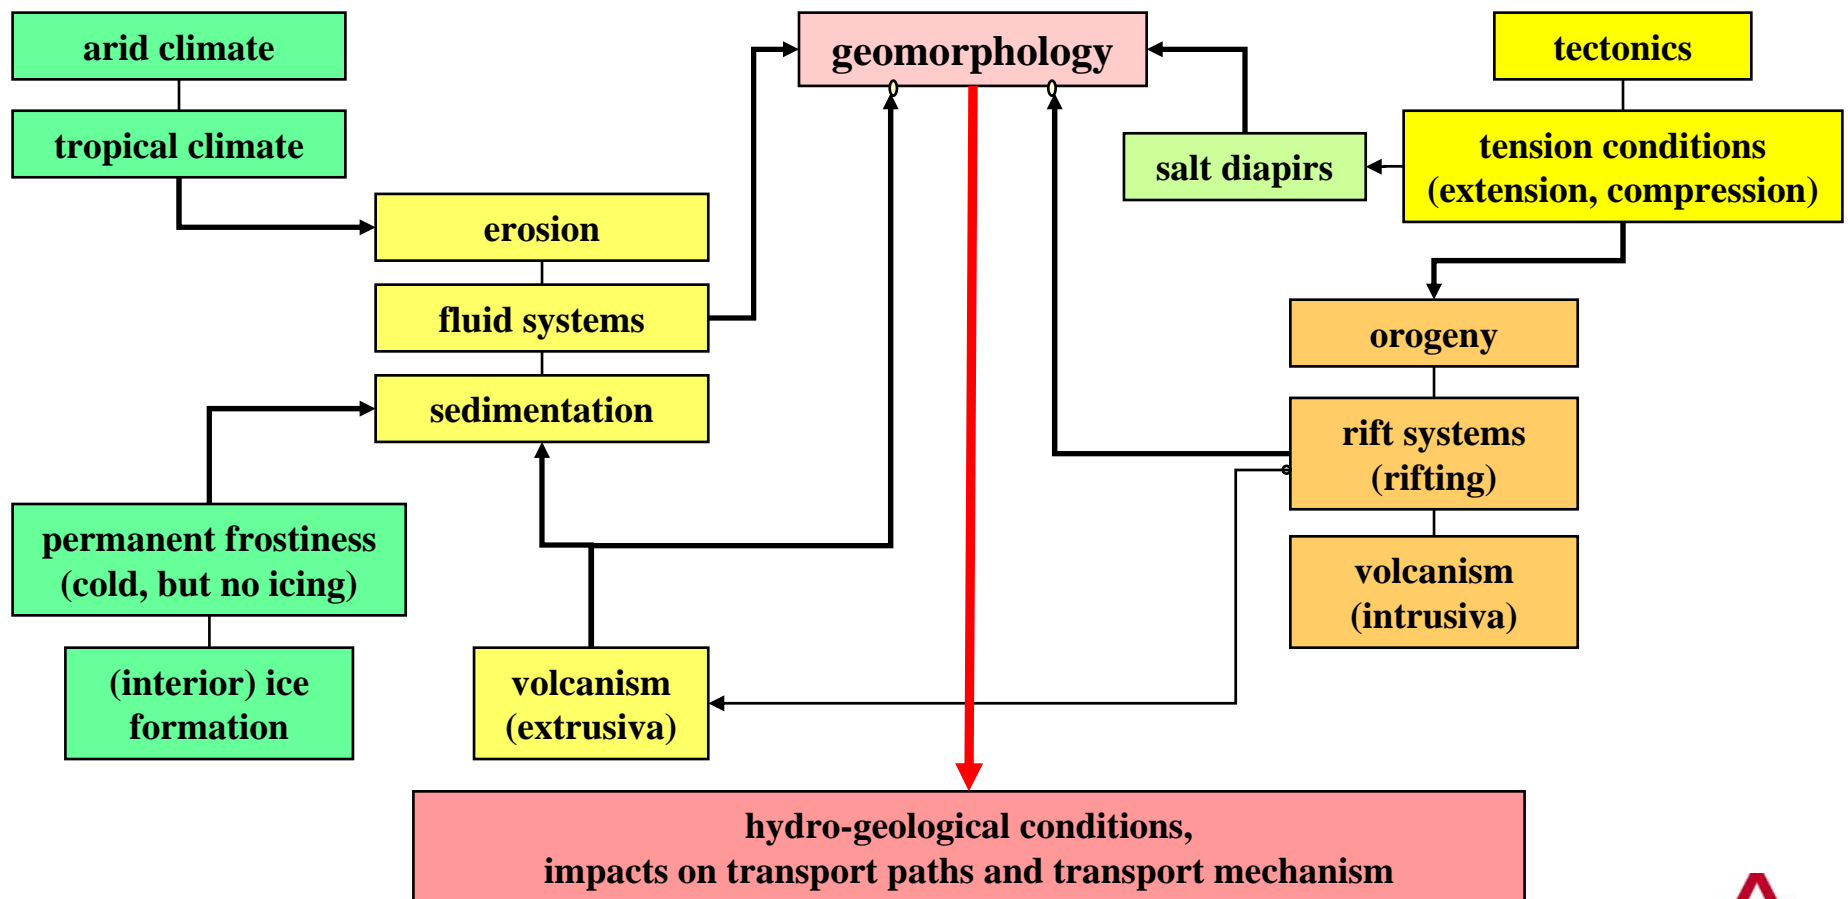 arid climate
geomorphology
tectonics
tropical climate
salt diapirs
tension conditions
(extension, compression)
erosion
fluid systems
orogeny
sedimentation
rift systems
(rifting)
permanent frostiness
(cold, but no icing)
volcanism
(intrusiva)
(interior) ice
formation
volcanism
(extrusiva)
hydro-geological conditions,
impacts on transport paths and transport mechanism